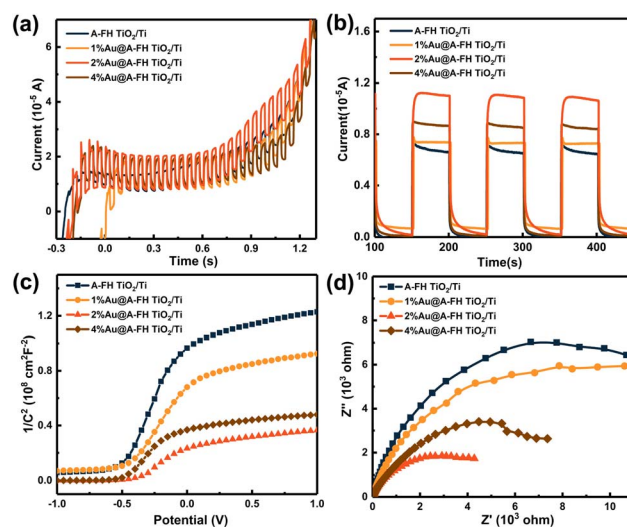 (a)
A-FH TiO₂/Ti
1%Au@A-FH TiO₂/Ti
2%Au@A-FH TiO₂/Ti
4%Au@A-FH TiO₂/Ti
Current (10⁻⁵ A)
6
4
2
0
-0.3 0.0 0.3 0.6 0.9 1.2
Time (s)
(b)
A-FH TiO₂/Ti
1%Au@A-FH TiO₂/Ti
2%Au@A-FH TiO₂/Ti
4%Au@A-FH TiO₂/Ti
Current(10⁻⁵A)
1.6
1.2
0.8
0.4
0.0
100 200 300 400
Time(s)
(c)
A-FH TiO₂/Ti
1%Au@A-FH TiO₂/Ti
2%Au@A-FH TiO₂/Ti
4%Au@A-FH TiO₂/Ti
1/C² (10⁸ cm²F⁻²)
1.2
0.8
0.4
0.0
-1.0 -0.5 0.0 0.5 1.0
Potential (V)
(d)
A-FH TiO₂/Ti
1%Au@A-FH TiO₂/Ti
2%Au@A-FH TiO₂/Ti
4%Au@A-FH TiO₂/Ti
Z'' (10³ ohm)
10
8
6
4
2
0
0 2 4 6 8 10
Z' (10³ ohm)